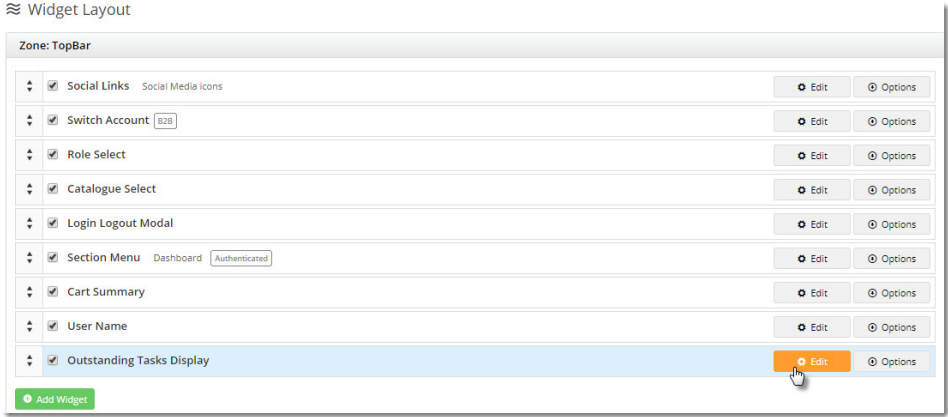 Widget Layout
Zone: TopBar
Social Links Social Media icons Edit Options
Switch Account B2B Edit Options
Role Select Edit Options
Catalogue Select Edit Options
Login Logout Modal Edit Options
Section Menu Dashboard Authenticated Edit Options
Cart Summary Edit Options
User Name Edit Options
Outstanding Tasks Display Edit Options
Add Widget